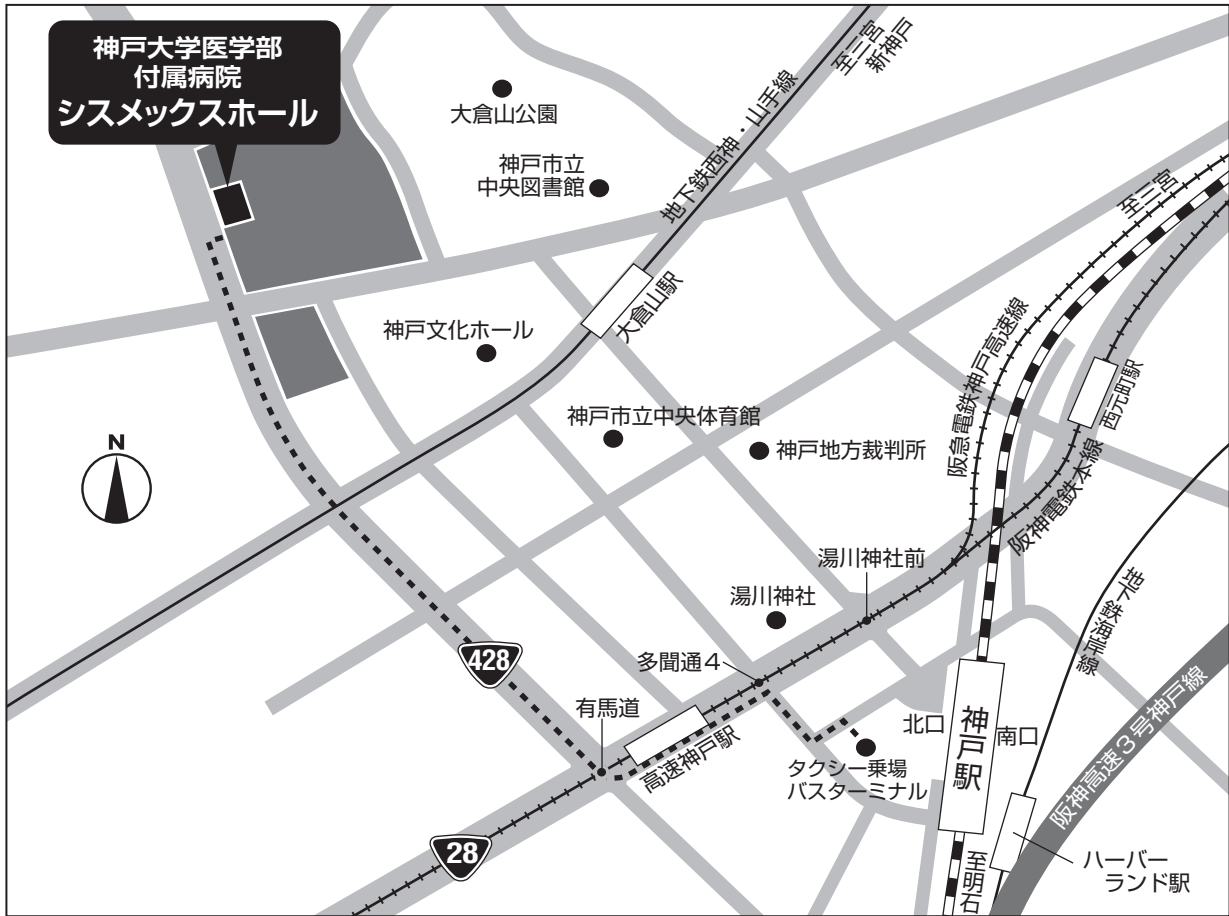 神戸大学医学部
付属病院
シスメックスホール
大倉山公園
神戸市立
中央図書館
地下鉄西神・山手線
至三宮
新神戸
大倉山駅
神戸文化ホール
神戸市立中央体育館
神戸地方裁判所
至三宮
阪急電鉄神戸高速線
西元町駅
阪神電鉄本線
N
湯川神社前
湯川神社
地下鉄海岸線
428
多聞通4
有馬道
高速神戸駅
北口
神戸駅
南口
タクシー乗場
バスターミナル
阪神高速3号神戸線
28
至明石
ハーバー
ランド駅